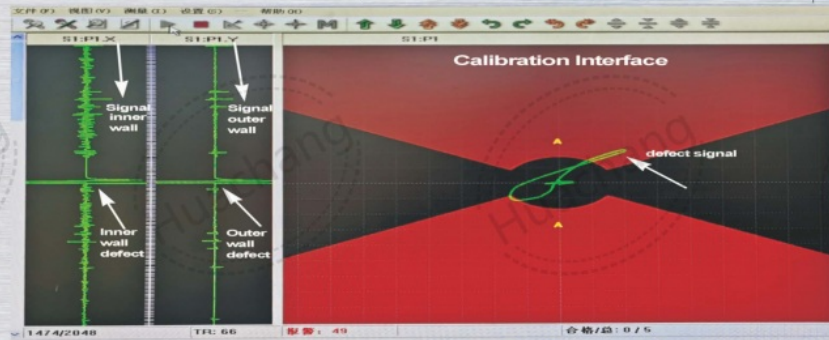 文件(F) 视图(V) 测量(I) 设置(C) 帮助(H)
S1:P1.X S1:P1.Y S1:P1
Calibration Interface
Signal inner wall
Signal outer wall
defect signal
Inner wall defect
Outer wall defect
Huachang
Huachang
1474/2048 TR: 66 报警: 49 合格/总: 0 / 5